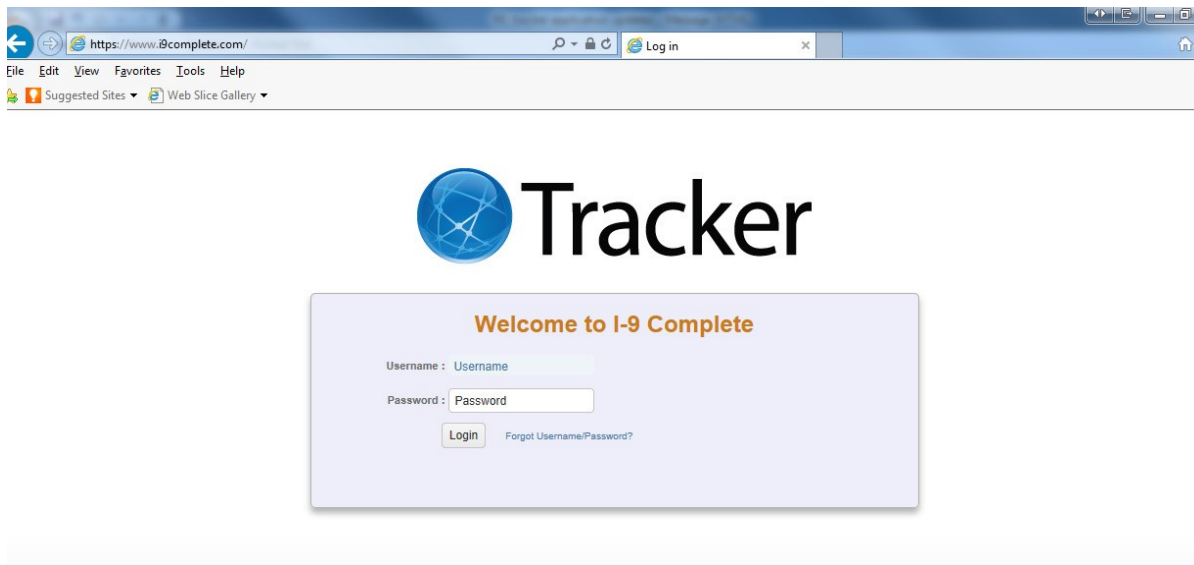 https://www.i9complete.com/
Log in
File Edit View Favorites Tools Help
Suggested Sites Web Slice Gallery
Tracker
Welcome to I-9 Complete
Username : Username
Password : Password
Login Forgot Username/Password?